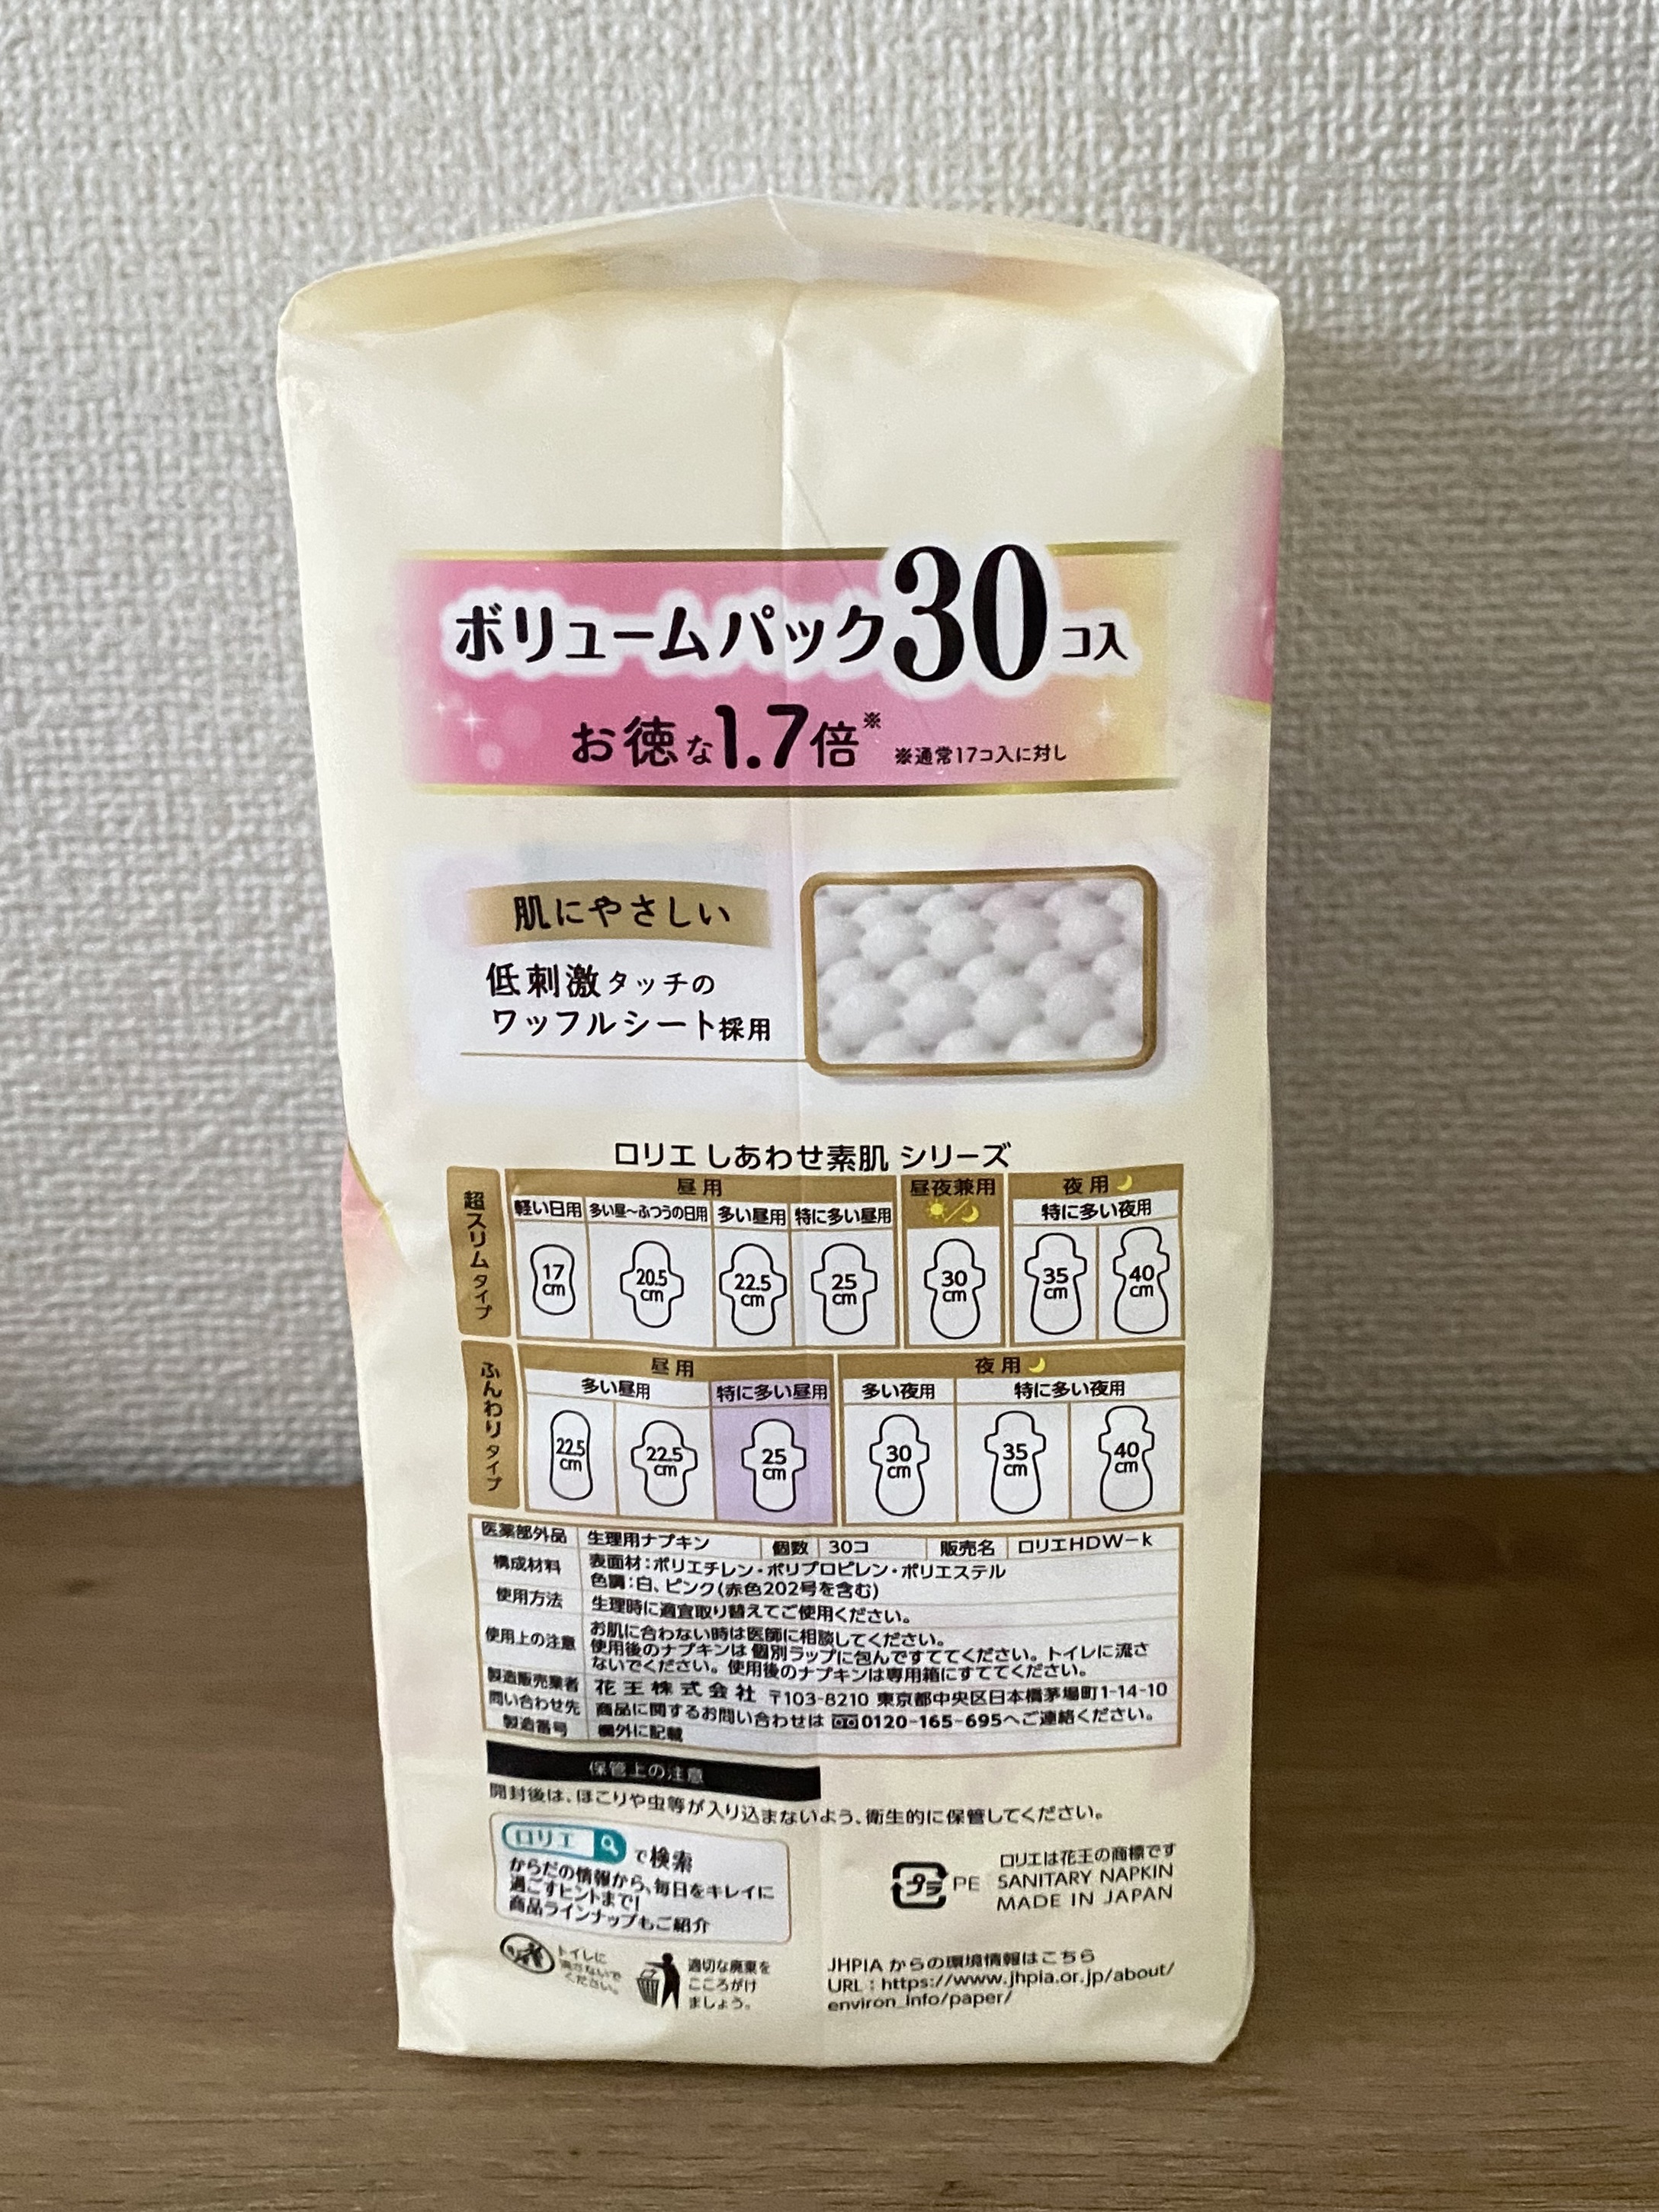 ボリュームパック30コ入
お徳な1.7倍※ ※通常17コ入に対し
肌にやさしい
低刺激タッチの
ワッフルシート採用
ロリエ しあわせ素肌 シリーズ
超スリムタイプ
昼用 昼夜兼用 夜用
軽い日用 多い昼〜ふつうの日用 多い昼用 特に多い昼用 特に多い夜用
17cm 20.5cm 22.5cm 25cm 30cm 35cm 40cm
ふんわりタイプ
昼用 夜用
多い昼用 特に多い昼用 多い夜用 特に多い夜用
22.5cm 22.5cm 25cm 30cm 35cm 40cm
医薬部外品 生理用ナプキン 個数 30コ 販売名 ロリエHDW-k
構成材料 表面材:ポリエチレン・ポリプロピレン・ポリエステル
色調:白、ピンク(赤色202号を含む)
使用方法 生理時に適宜取り替えてご使用ください。
使用上の注意 お肌に合わない時は医師に相談してください。
使用後のナプキンは個別ラップに包んですててください。トイレに流さ
ないでください。使用後のナプキンは専用箱にすててください。
製造販売業者 花王株式会社 〒103-8210 東京都中央区日本橋茅場町1-14-10
問い合わせ先 商品に関するお問い合わせは 0120-165-695へご連絡ください。
製造番号 欄外に記載
保管上の注意
開封後は、ほこりや虫等が入り込まないよう、衛生的に保管してください。
ロリエ で検索
からだの情報から、毎日をキレイに
過ごすヒントまで!
商品ラインナップもご紹介
プラ PE
ロリエは花王の商標です
SANITARY NAPKIN
MADE IN JAPAN
トイレに
流さないで
ください。
適切な廃棄を
こころがけ
ましょう。
JHPIA からの環境情報はこちら
URL : https://www.jhpia.or.jp/about/
environ_info/paper/